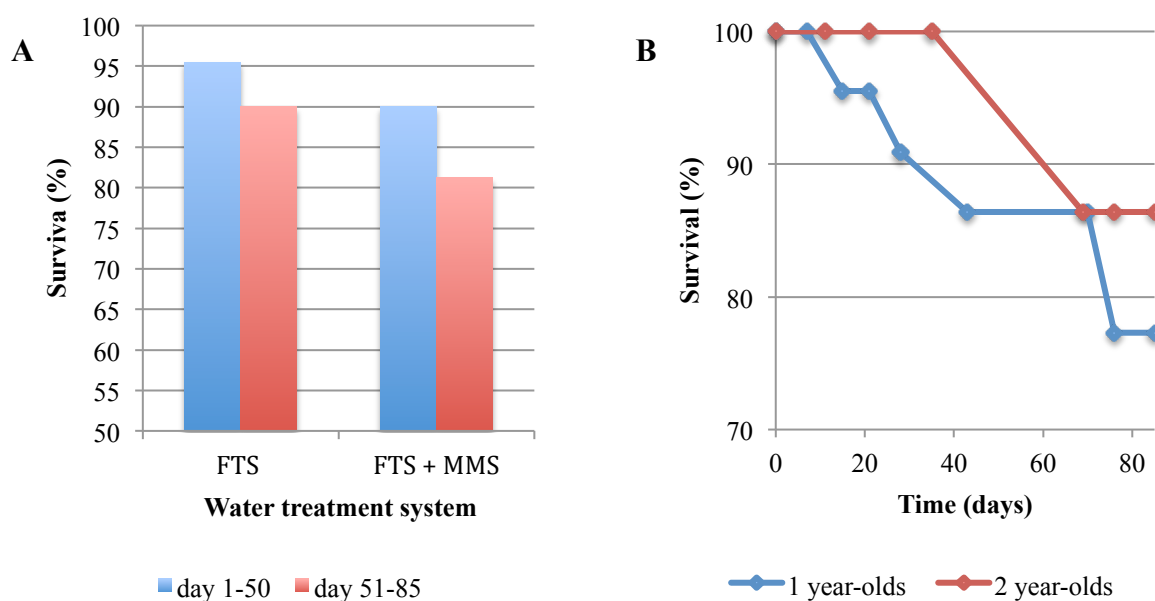 A
Surviva (%)
100
95
90
85
80
75
70
65
60
55
50
FTS
FTS + MMS
Water treatment system
day 1-50
day 51-85
B
Survival (%)
100
90
80
70
0
20
40
60
80
Time (days)
1 year-olds
2 year-olds